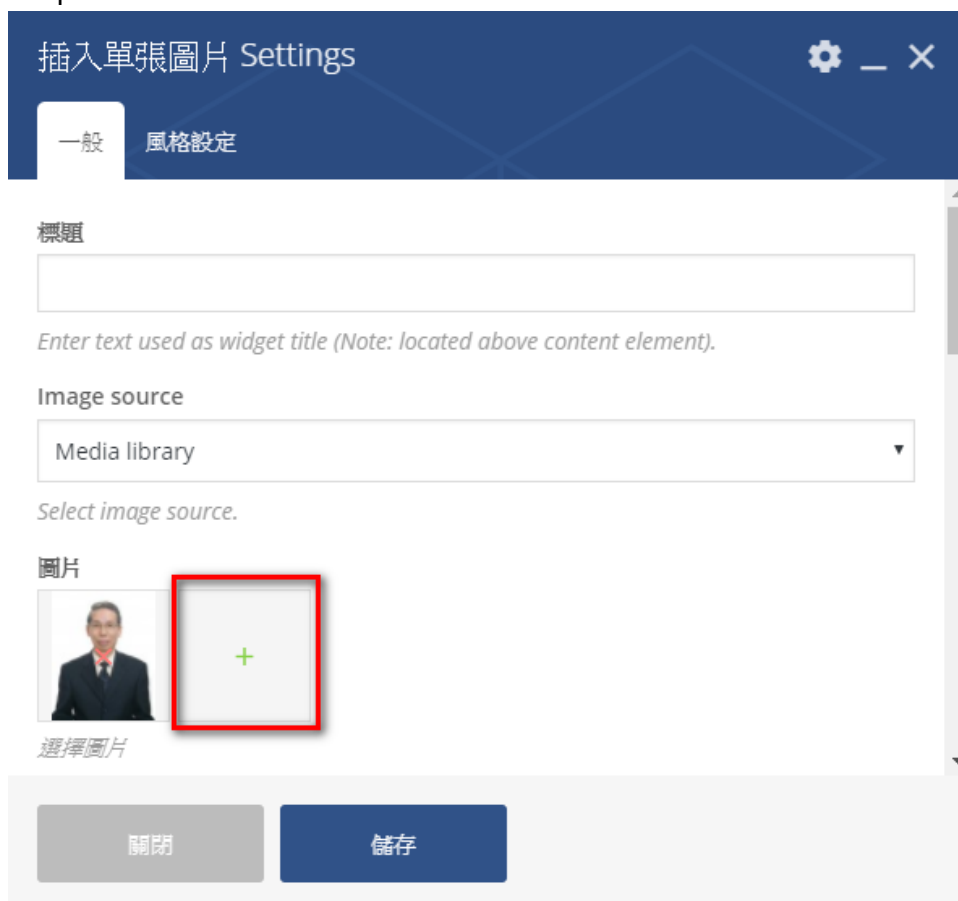 插入單張圖片 Settings
一般 風格設定
標題
Enter text used as widget title (Note: located above content element).
Image source
Media library
Select image source.
圖片
+
選擇圖片
關閉 儲存